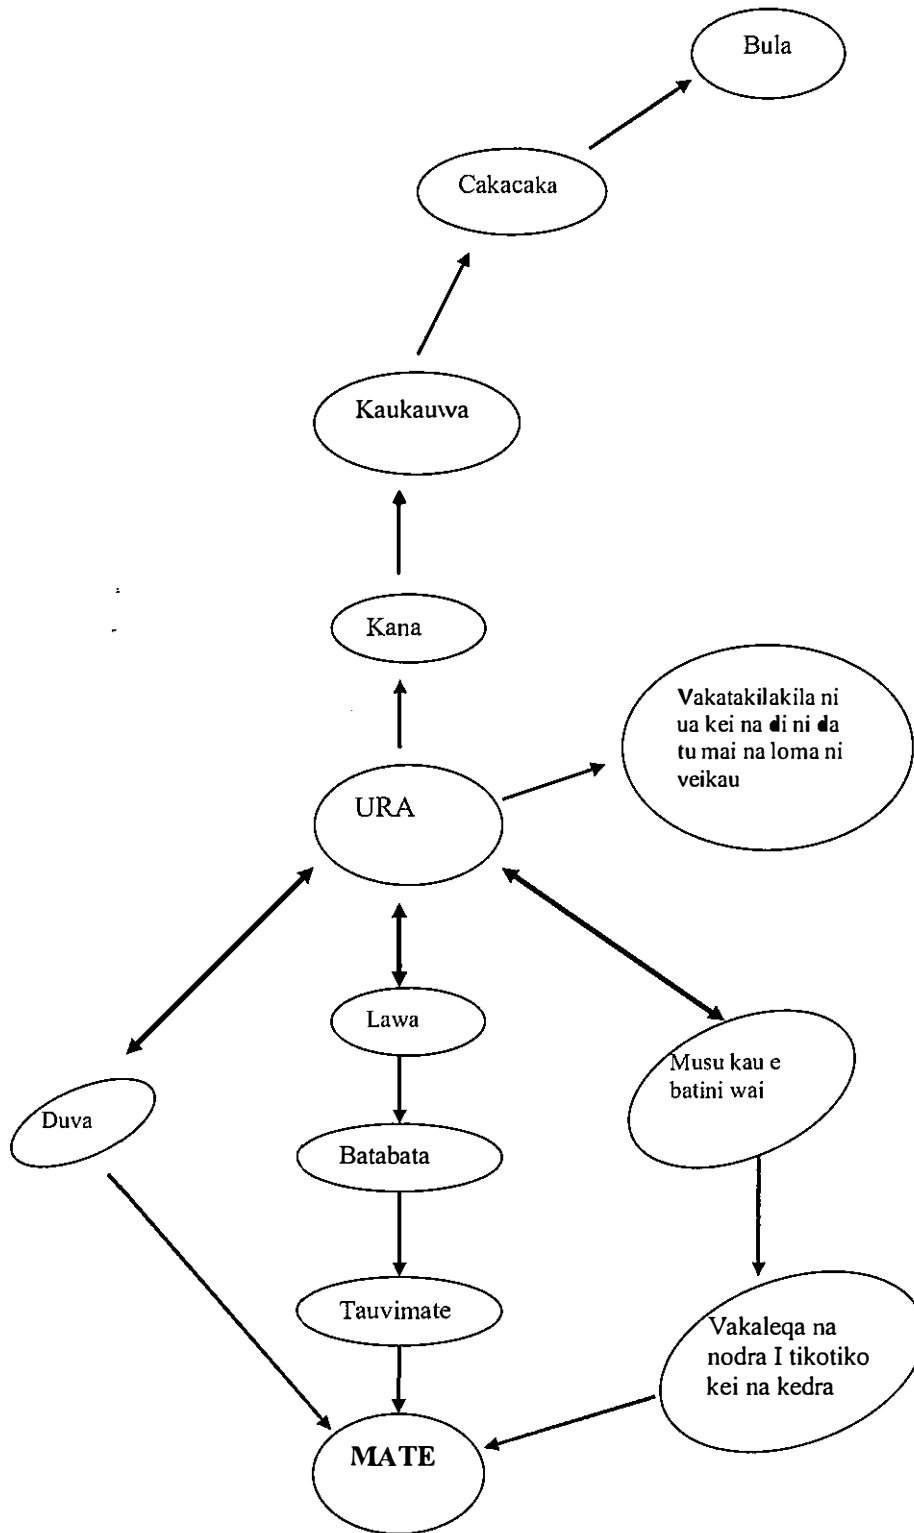 Bula
Cakacaka
Kaukauwa
Kana
Vakatakilakila ni
ua kei na di ni da
tu mai na loma ni
veikau
URA
Lawa
Musu kau e
batini wai
Duva
Batabata
Tauvimate
Vakaleqa na
nodra I tikotiko
kei na kedra
MATE